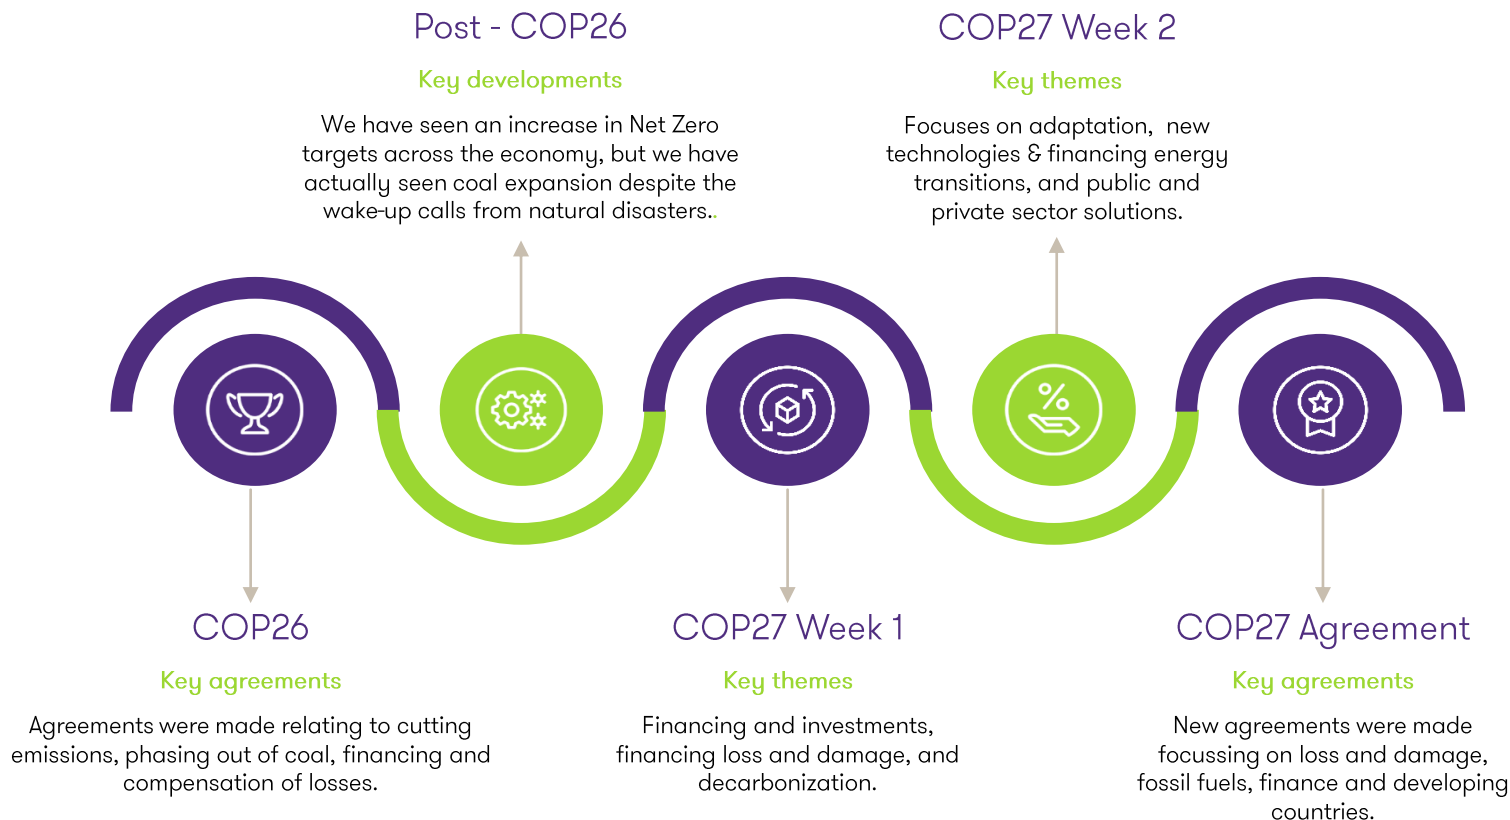 Post - COP26
Key developments
We have seen an increase in Net Zero
targets across the economy, but we have
actually seen coal expansion despite the
wake-up calls from natural disasters..
COP27 Week 2
Key themes
Focuses on adaptation, new
technologies & financing energy
transitions, and public and
private sector solutions.
%
COP26
Key agreements
Agreements were made relating to cutting
emissions, phasing out of coal, financing and
compensation of losses.
COP27 Week 1
Key themes
Financing and investments,
financing loss and damage, and
decarbonization.
COP27 Agreement
Key agreements
New agreements were made
focussing on loss and damage,
fossil fuels, finance and developing
countries.